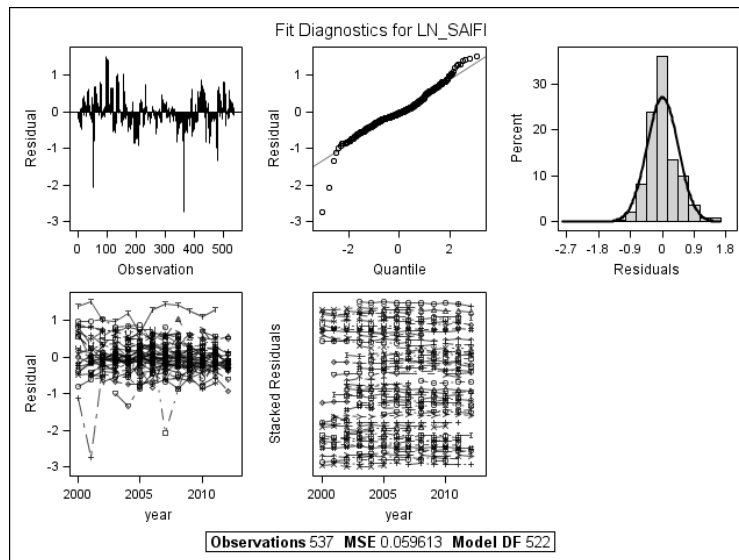 Fit Diagnostics for LN_SAIFI
Residual
1
0
-1
-2
-3
0 100 200 300 400 500
Observation
Residual
1
0
-1
-2
-3
-2 0 2
Quantile
Percent
30
20
10
0
-2.7 -1.8 -0.9 0 0.9 1.8
Residuals
Residual
1
0
-1
-2
-3
2000 2005 2010
year
Stacked Residuals
2000 2005 2010
year
Observations 537 MSE 0.059613 Model DF 522